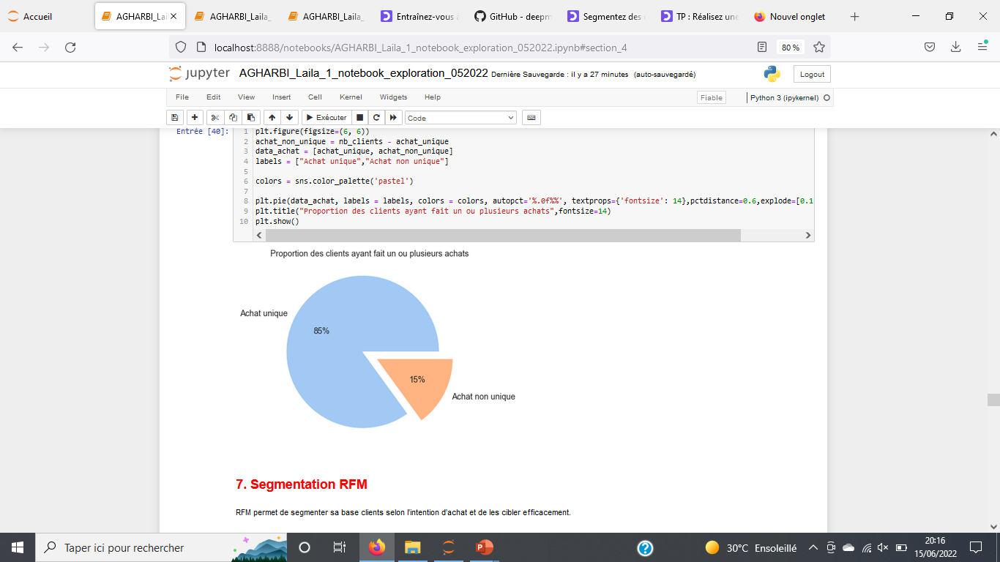 Accueil
AGHARBI_Lai
AGHARBI_Laila_
AGHARBI_Laila_
Entraînez-vous à
GitHub - deepm
Segmentez des
TP : Réalisez une
Nouvel onglet
localhost:8888/notebooks/AGHARBI_Laila_1_notebook_exploration_052022.ipynb#section_4
80 %
jupyter AGHARBI_Laila_1_notebook_exploration_052022 Dernière Sauvegarde : il y a 27 minutes (auto-sauvegardé)
Logout
File Edit View Insert Cell Kernel Widgets Help
Fiable
Python 3 (ipykernel)
Exécuter
Code
Entrée [40]:
1 plt.figure(figsize=(6, 6))
2 achat_non_unique = nb_clients - achat_unique
3 data_achat = [achat_unique, achat_non_unique]
4 labels = ["Achat unique","Achat non unique"]
5
6 colors = sns.color_palette('pastel')
7
8 plt.pie(data_achat, labels = labels, colors = colors, autopct='%.0f%%', textprops={'fontsize': 14},pctdistance=0.6,explode=[0.1
9 plt.title("Proportion des clients ayant fait un ou plusieurs achats",fontsize=14)
10 plt.show()
Proportion des clients ayant fait un ou plusieurs achats
Achat unique
85%
15%
Achat non unique
7. Segmentation RFM
RFM permet de segmenter sa base clients selon l'intention d'achat et de les cibler efficacement.
Taper ici pour rechercher
30°C Ensoleillé
20:16
15/06/2022